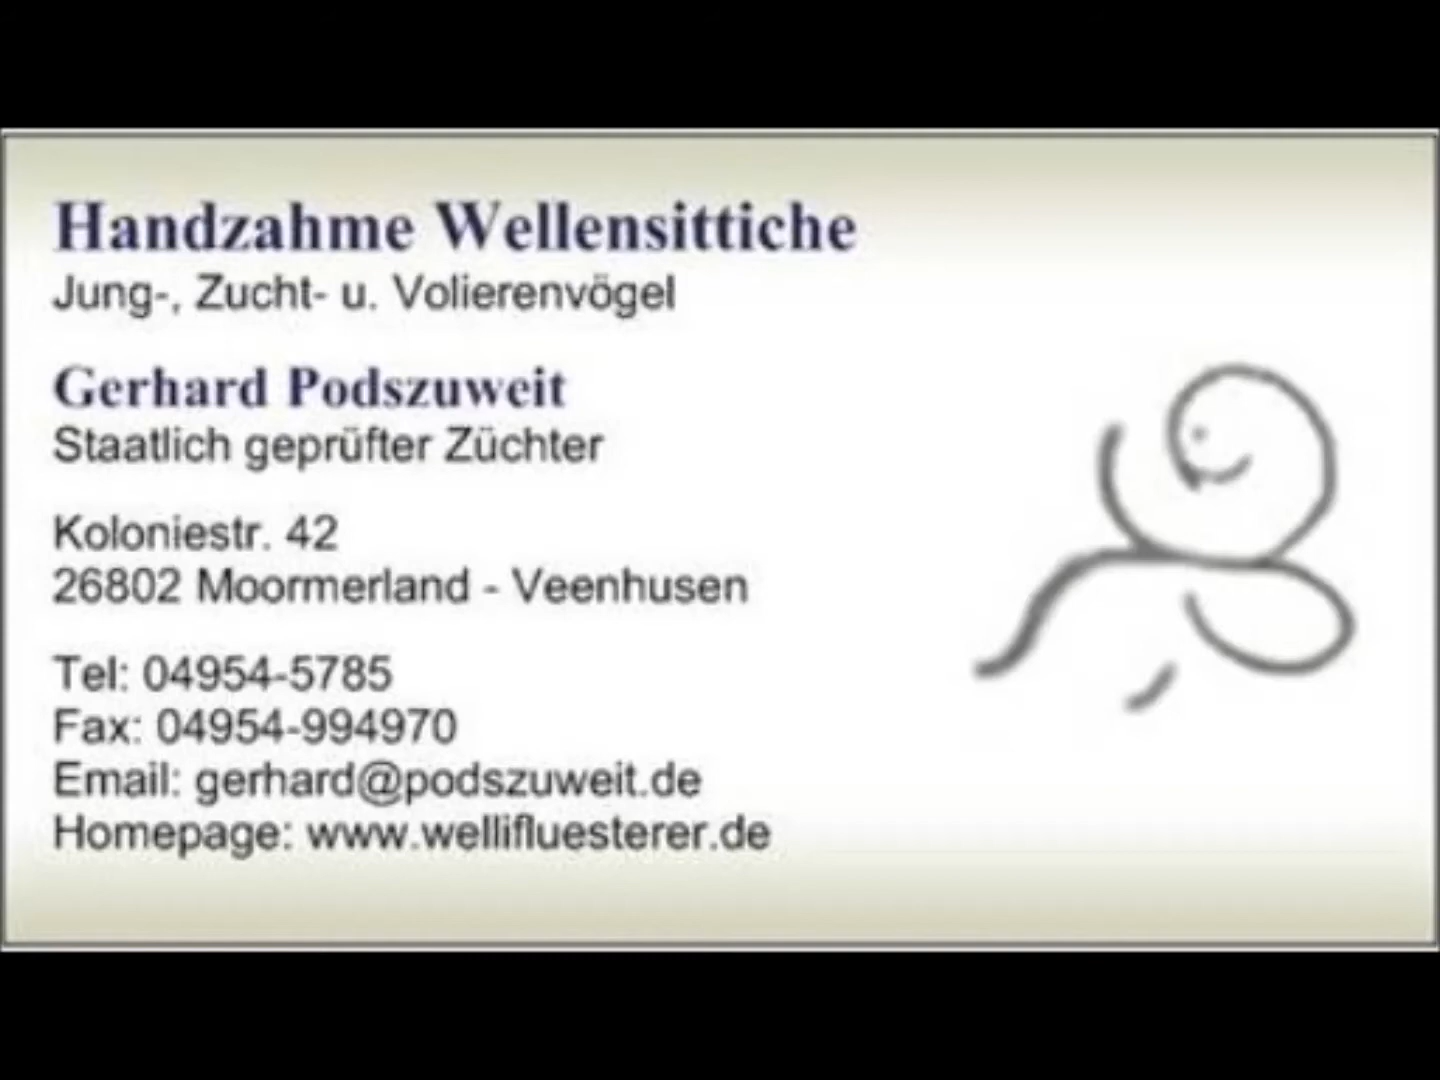 Handzahme Wellensittiche
Jung-, Zucht- u. Volierenvögel
Gerhard Podszuweit
Staatlich geprüfter Züchter
Koloniestr. 42
26802 Moormerland - Veenhusen
Tel: 04954-5785
Fax: 04954-994970
Email: gerhard@podszuweit.de
Homepage: www.wellifluesterer.de